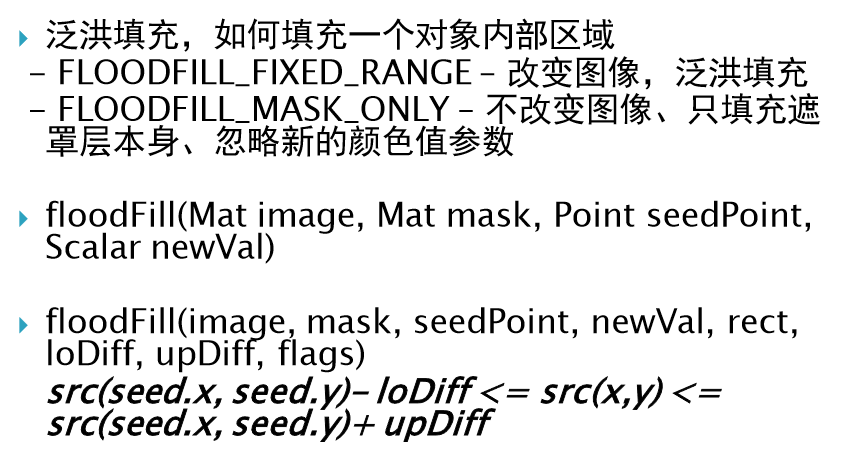 泛洪填充，如何填充一个对象内部区域
– FLOODFILL_FIXED_RANGE – 改变图像，泛洪填充
– FLOODFILL_MASK_ONLY – 不改变图像、只填充遮
罩层本身、忽略新的颜色值参数
floodFill(Mat image, Mat mask, Point seedPoint,
Scalar newVal)
floodFill(image, mask, seedPoint, newVal, rect,
loDiff, upDiff, flags)
src(seed.x, seed.y)– loDiff <= src(x,y) <=
src(seed.x, seed.y)+ upDiff